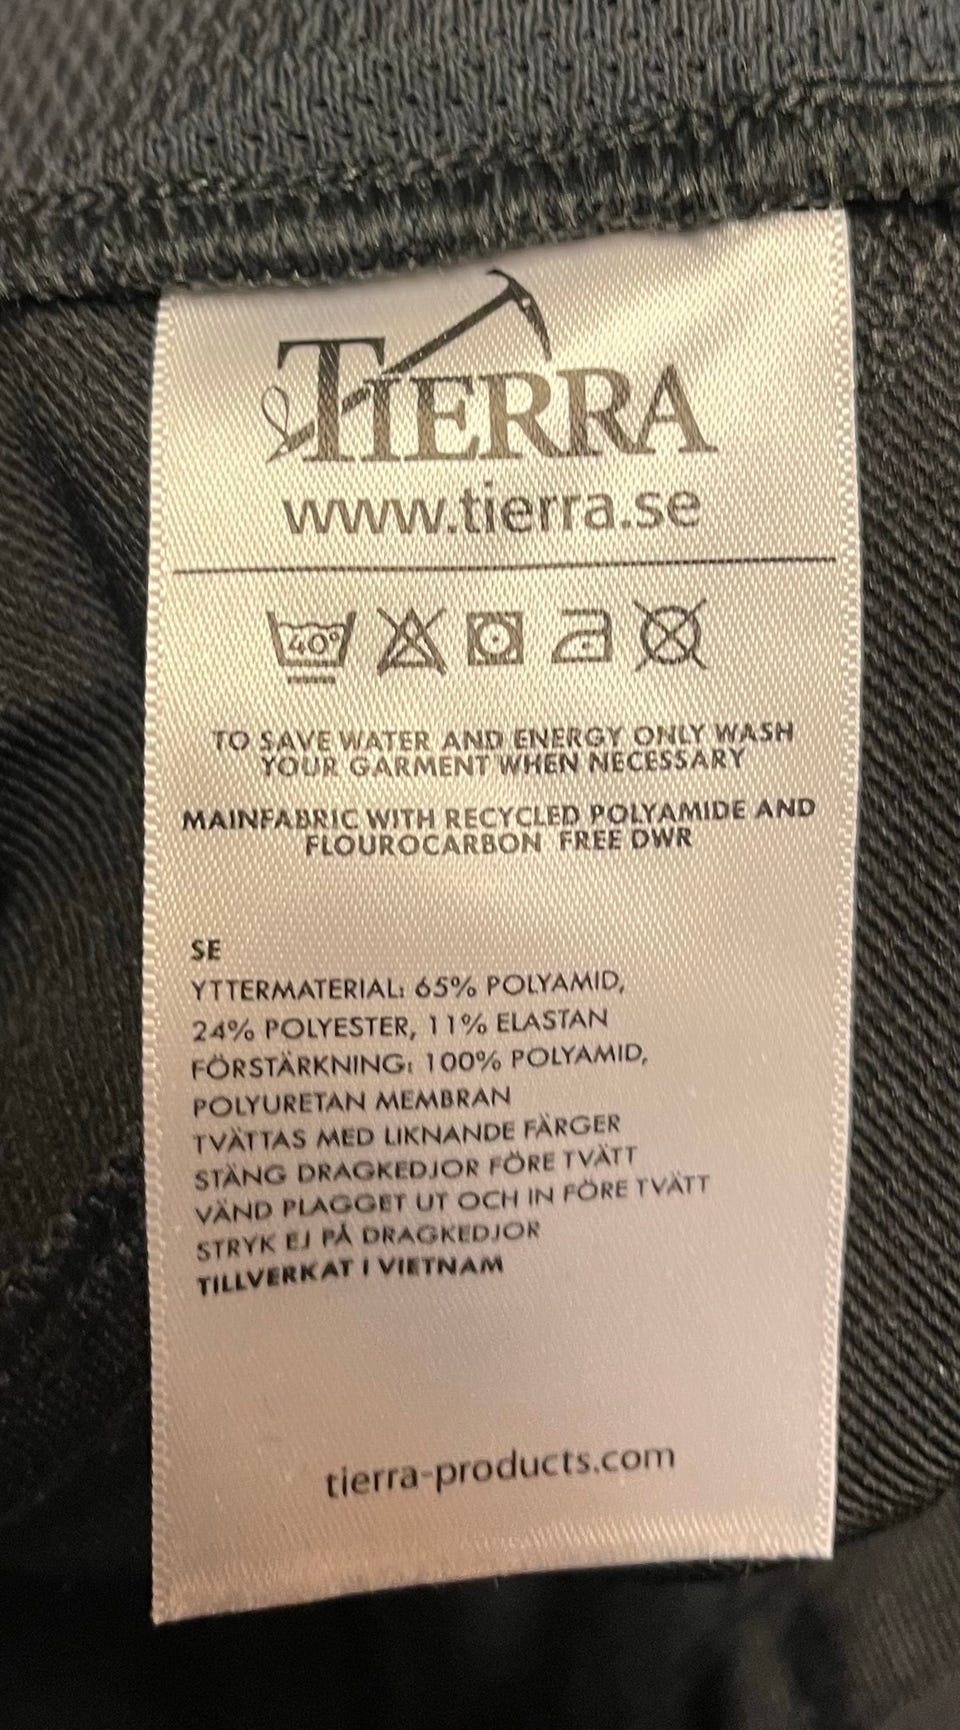 TIERRA
www.tierra.se
40°
TO SAVE WATER AND ENERGY ONLY WASH
YOUR GARMENT WHEN NECESSARY
MAINFABRIC WITH RECYCLED POLYAMIDE AND
FLOUROCARBON FREE DWR
SE
YTTERMATERIAL: 65% POLYAMID,
24% POLYESTER, 11% ELASTAN
FÖRSTÄRKNING: 100% POLYAMID,
POLYURETAN MEMBRAN
TVÄTTAS MED LIKNANDE FÄRGER
STÄNG DRAGKEDJOR FÖRE TVÄTT
VÄND PLAGGET UT OCH IN FÖRE TVÄTT
STRYK EJ PÅ DRAGKEDJOR
TILLVERKAT I VIETNAM
tierra-products.com